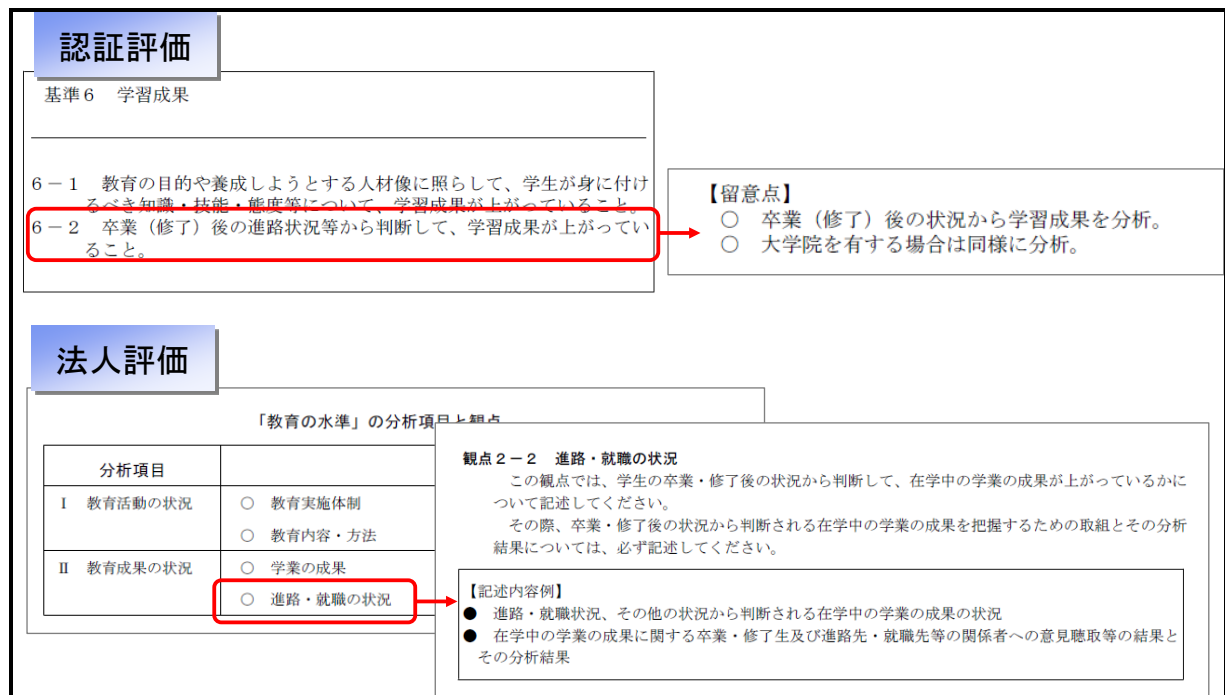 認証評価
基準6 学習成果
6-1 教育の目的や養成しようとする人材像に照らして、学生が身に付け
るべき知識・技能・態度等について、学習成果が上がっていること。
6-2 卒業（修了）後の進路状況等から判断して、学習成果が上がってい
ること。
【留意点】
○ 卒業（修了）後の状況から学習成果を分析。
○ 大学院を有する場合は同様に分析。
法人評価
「教育の水準」の分析項目と観点
分析項目
Ⅰ 教育活動の状況
○ 教育実施体制
○ 教育内容・方法
Ⅱ 教育成果の状況
○ 学業の成果
○ 進路・就職の状況
観点2-2 進路・就職の状況
この観点では、学生の卒業・修了後の状況から判断して、在学中の学業の成果が上がっているかに
ついて記述してください。
その際、卒業・修了後の状況から判断される在学中の学業の成果を把握するための取組とその分析
結果については、必ず記述してください。
【記述内容例】
● 進路・就職状況、その他の状況から判断される在学中の学業の成果の状況
● 在学中の学業の成果に関する卒業・修了生及び進路先・就職先等の関係者への意見聴取等の結果と
その分析結果